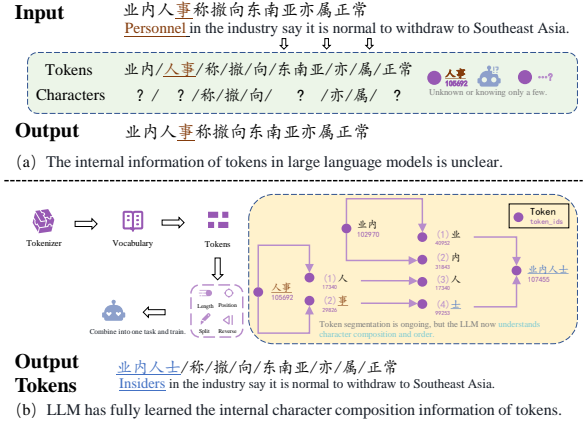 Input
业内人事称撤向东南亚亦属正常
Personnel in the industry say it is normal to withdraw to Southeast Asia.
Tokens
业内/人事/称/撤/向/东南亚/亦/属/正常
Characters
? / ? /称/撤/向/ ? /亦/属/ ?
人事
105692
!?
...?
Unknown or knowing only a few.
Output
业内人事称撤向东南亚亦属正常
(a) The internal information of tokens in large language models is unclear.
Tokenizer
Vocabulary
Tokens
Length
Position
Split
Reverse
Combine into one task and train.
Token
token_ids
业内
102970
人事
105692
(1)人
17340
(2)事
29826
(1)业
40952
(2)内
31843
(3)人
17340
(4)士
99252
业内人士
107455
Token segmentation is ongoing, but the LLM now understands
character composition and order.
Output
Tokens
业内人士/称/撤/向/东南亚/亦/属/正常
Insiders in the industry say it is normal to withdraw to Southeast Asia.
(b) LLM has fully learned the internal character composition information of tokens.